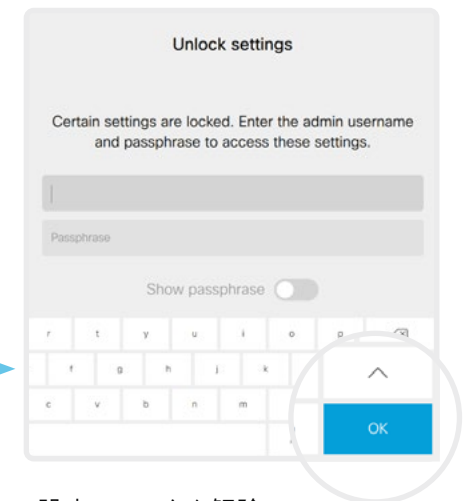 Unlock settings
Certain settings are locked. Enter the admin username
and passphrase to access these settings.
Passphrase
Show passphrase
r t y u i o p
f g h j k
c v b n m
OK